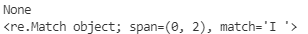 None
<re.Match object; span=(0, 2), match='I '>